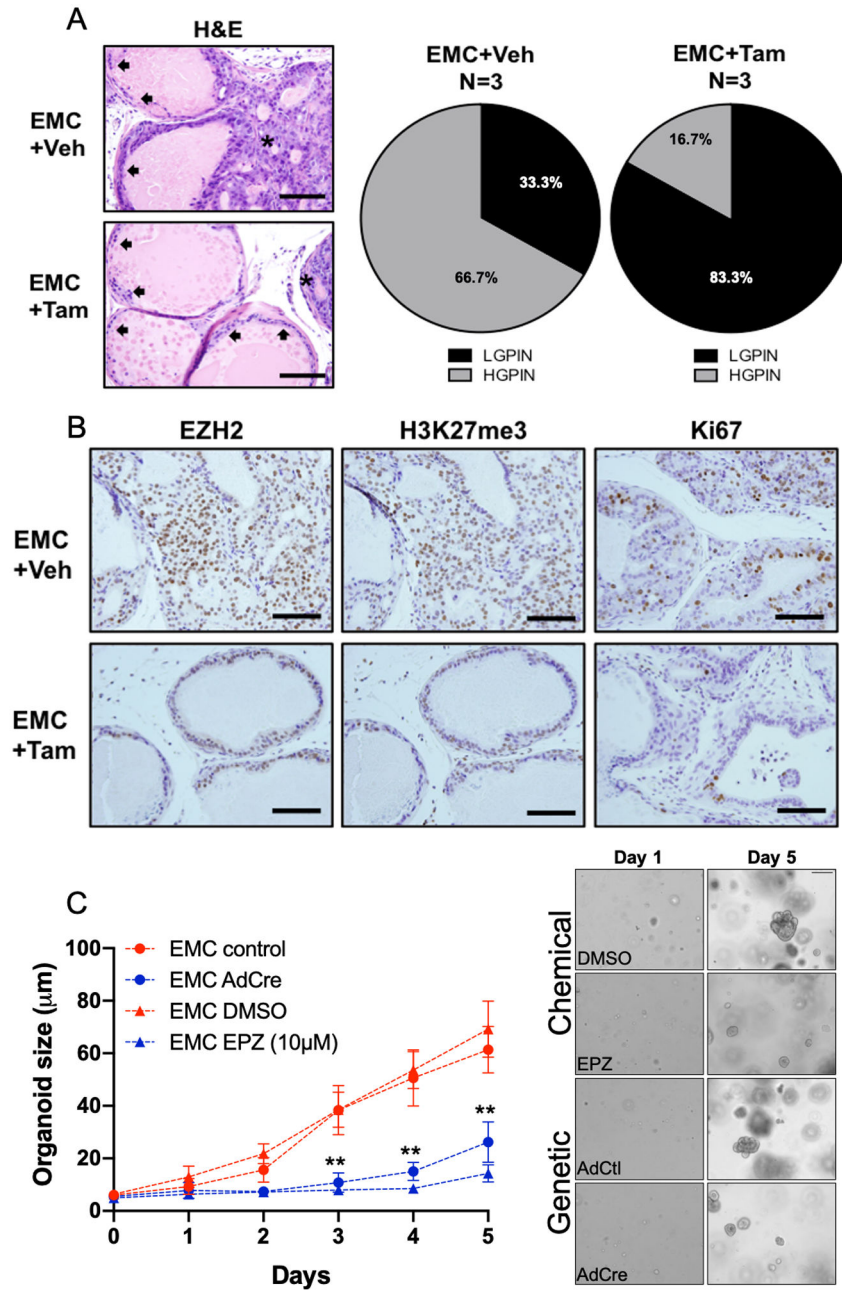 A
H&E
EMC
+Veh
*
EMC
+Tam
*
EMC+Veh
N=3
33.3%
66.7%
LGPIN
HGPIN
EMC+Tam
N=3
16.7%
83.3%
LGPIN
HGPIN
B
EZH2 H3K27me3 Ki67
EMC
+Veh
EMC
+Tam
C
Organoid size (μm)
100
80
60
40
20
0
EMC control
EMC AdCre
EMC DMSO
EMC EPZ (10μM)
** ** **
0 1 2 3 4 5
Days
Day 1 Day 5
Chemical
DMSO
EPZ
Genetic
AdCtl
AdCre